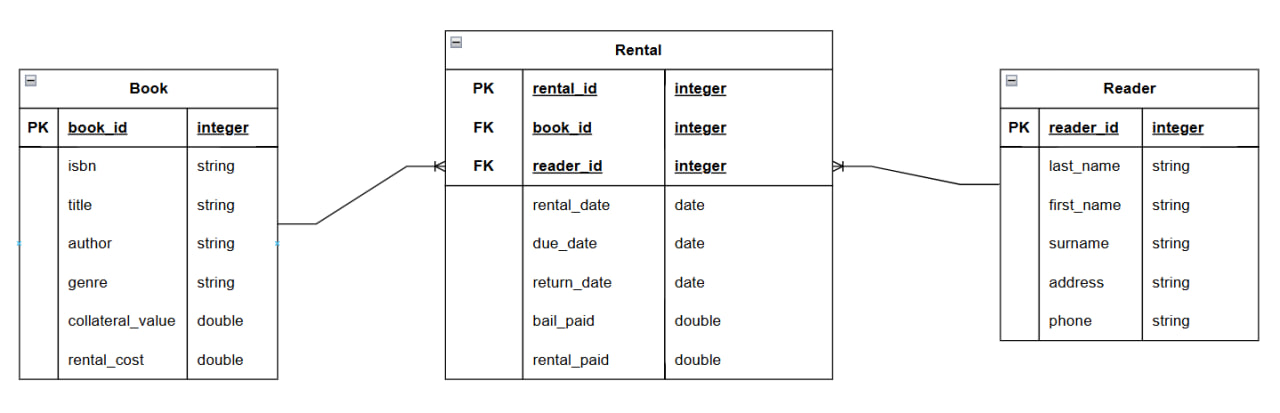 Book
PK book_id integer
isbn string
title string
author string
genre string
collateral_value double
rental_cost double
Rental
PK rental_id integer
FK book_id integer
FK reader_id integer
rental_date date
due_date date
return_date date
bail_paid double
rental_paid double
Reader
PK reader_id integer
last_name string
first_name string
surname string
address string
phone string